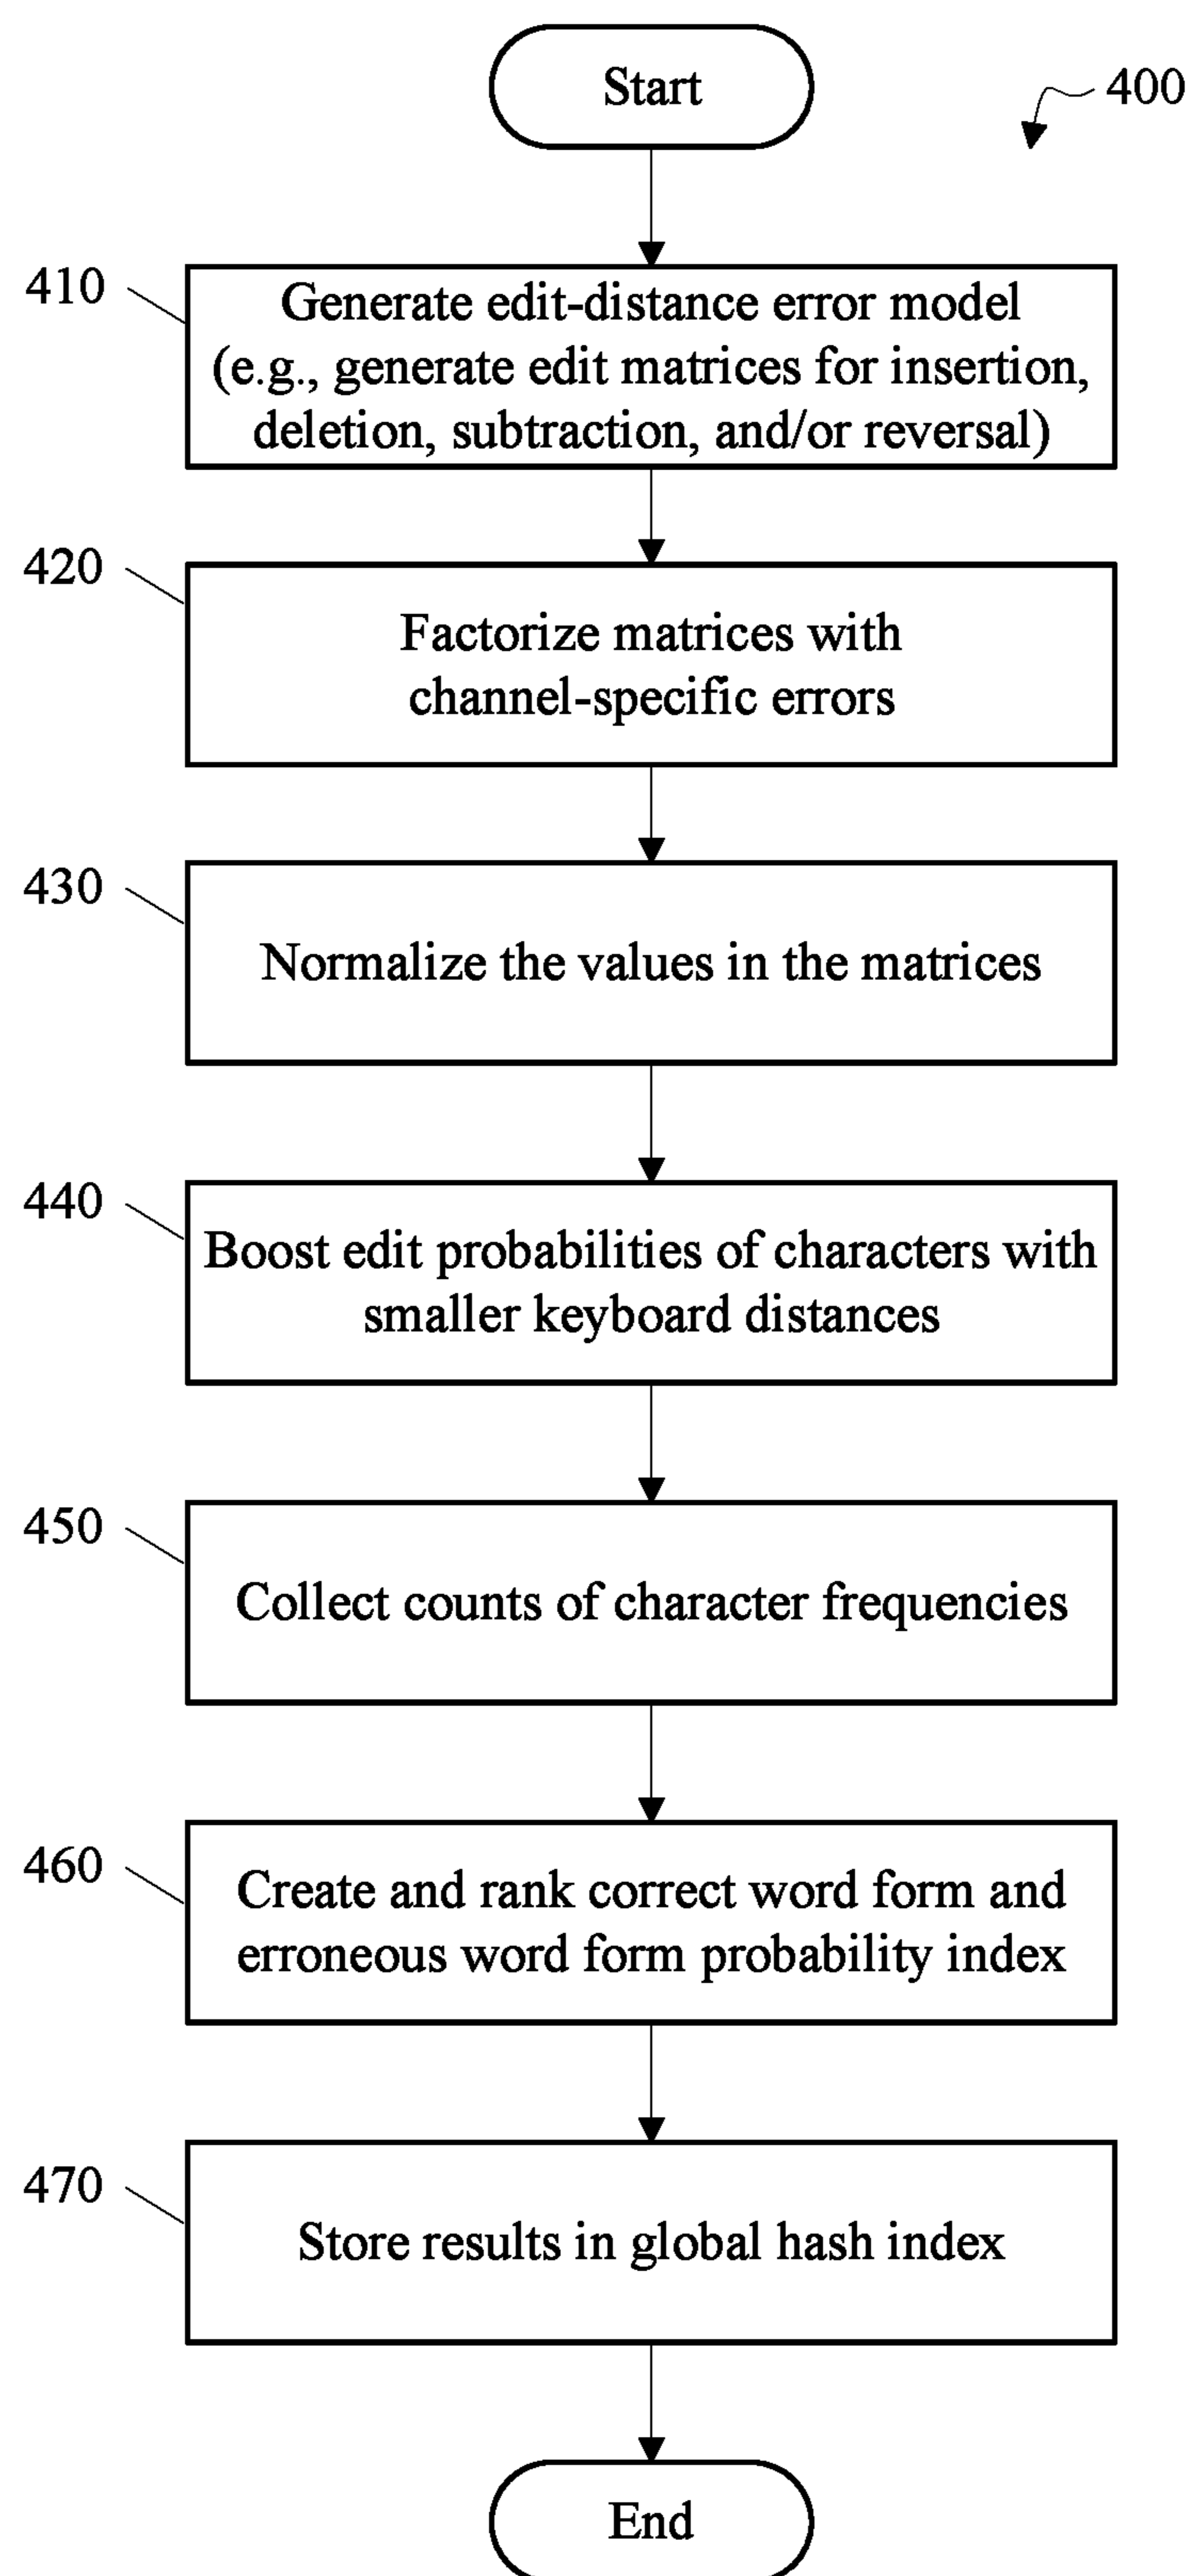 Start
400
410
Generate edit-distance error model
(e.g., generate edit matrices for insertion,
deletion, subtraction, and/or reversal)
420
Factorize matrices with
channel-specific errors
430
Normalize the values in the matrices
440
Boost edit probabilities of characters with
smaller keyboard distances
450
Collect counts of character frequencies
460
Create and rank correct word form and
erroneous word form probability index
470
Store results in global hash index
End